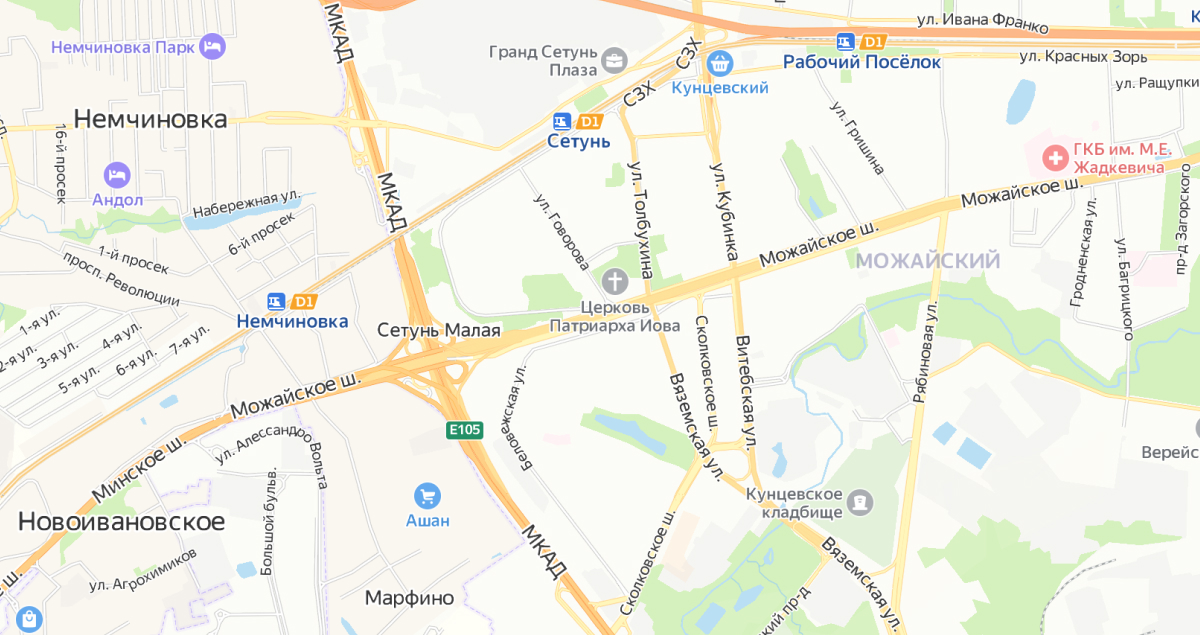 ул. Ивана Франко
К
МКАД
Немчиновка Парк
Гранд Сетунь
Плаза
СЗХ
D1
Рабочий Посёлок
ул. Красных Зорь
Кунцевский
СЗХ
ул. Ращупки
ул. Гришина
Немчиновка
16-й просек
D1
Сетунь
ГКБ им. М.Е.
Жадкевича
Андол
МКАД
Набережная ул.
6-й просек
ул. Говорова
ул. Толбухина
ул. Кубинка
Можайское ш.
Можайское ш.
МОЖАЙСКИЙ
Гродненская ул.
ул. Багрицкого
пр-д Загорского
1-й просек
просп. Революции
D1
Немчиновка
Церковь
Патриарха Иова
Сетунь Малая
1-я ул.
2-я ул.
3-я ул.
4-я ул.
5-я ул.
6-я ул.
7-я ул.
Сколковское ш.
Витебская ул.
Рябиновая ул.
Можайское ш.
Беловежская ул.
Вяземская ул.
E105
ул. Алессандро Вольта
Минское ш.
Верейс
Ашан
Кунцевское
кладбище
Новоивановское
Большой бульв.
МКАД
Сколковское ш.
Вяземская ул.
ул. Агрохимиков
ш.
Марфино
кий пр-д